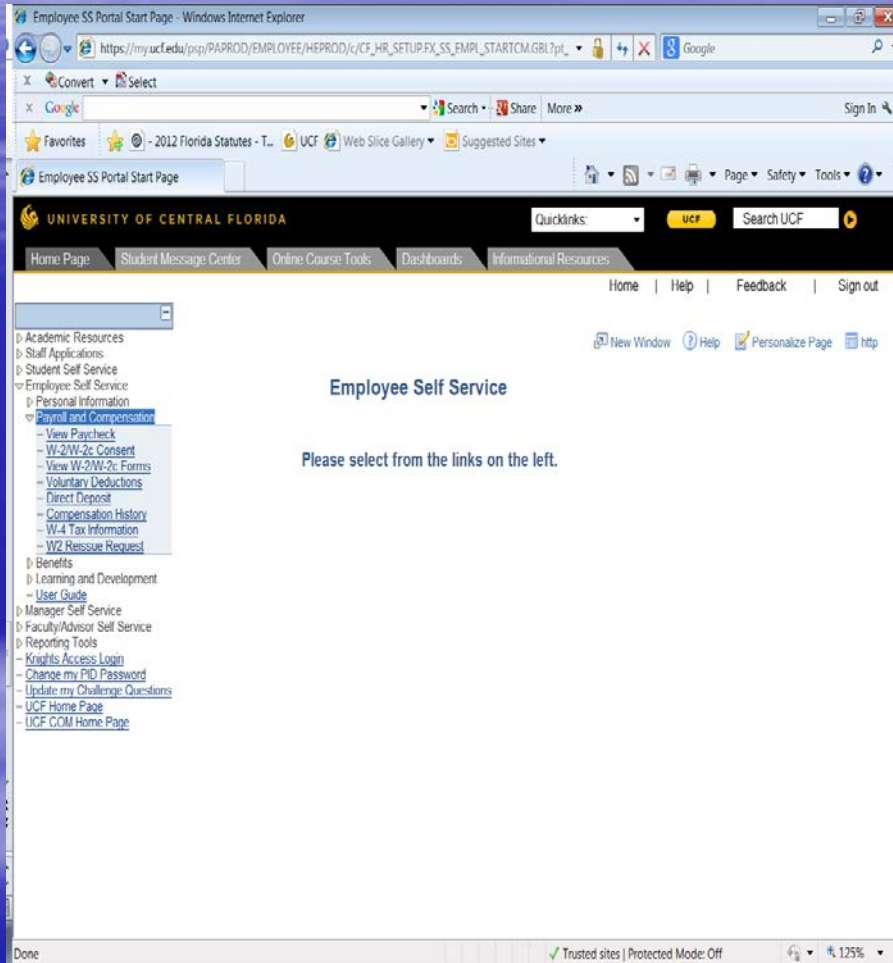 Employee SS Portal Start Page - Windows Internet Explorer
https://my.ucf.edu/psp/PAPROD/EMPLOYEE/HEPROD/c/CF_HR_SETUP.FX_SS_EMPL_STARTCM.GBL?pt_ Google
X Convert Select
x Google Search Share More » Sign In
Favorites - 2012 Florida Statutes - T... UCF Web Slice Gallery Suggested Sites
Employee SS Portal Start Page Page Safety Tools
UNIVERSITY OF CENTRAL FLORIDA Quicklinks: UCF Search UCF
Home Page Student Message Center Online Course Tools Dashboards Informational Resources
Home | Help | Feedback | Sign out
New Window Help Personalize Page http
Academic Resources
Staff Applications
Student Self Service
Employee Self Service
Personal Information
Payroll and Compensation
– View Paycheck
– W-2/W-2c Consent
– View W-2/W-2c Forms
– Voluntary Deductions
– Direct Deposit
– Compensation History
– W-4 Tax Information
– W2 Reissue Request
Benefits
Learning and Development
– User Guide
Manager Self Service
Faculty/Advisor Self Service
Reporting Tools
– Knights Access Login
– Change my PID Password
– Update my Challenge Questions
– UCF Home Page
– UCF COM Home Page
Employee Self Service
Please select from the links on the left.
Done Trusted sites | Protected Mode: Off 125%